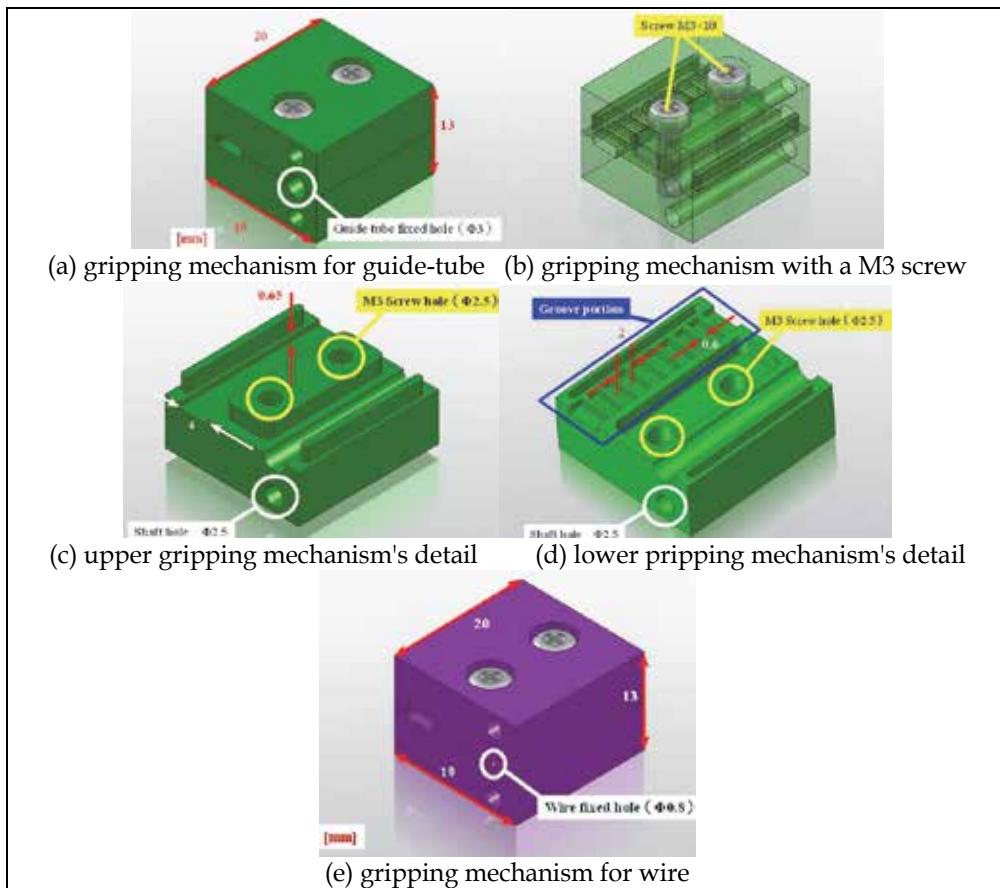 20
13
19
[mm]
Guide tube fixed hole ( Φ3 )
Screw M3×10
(a) gripping mechanism for guide-tube (b) gripping mechanism with a M3 screw
0.65
M3 Screw hole ( Φ2.5 )
4
Shaft hole Φ2.5
Groove portion
2
0.6
M3 Screw hole ( Φ2.5 )
Shaft hole Φ2.5
(c) upper gripping mechanism's detail (d) lower pripping mechanism's detail
20
13
19
Wire fixed hole ( Φ0.8 )
[mm]
(e) gripping mechanism for wire